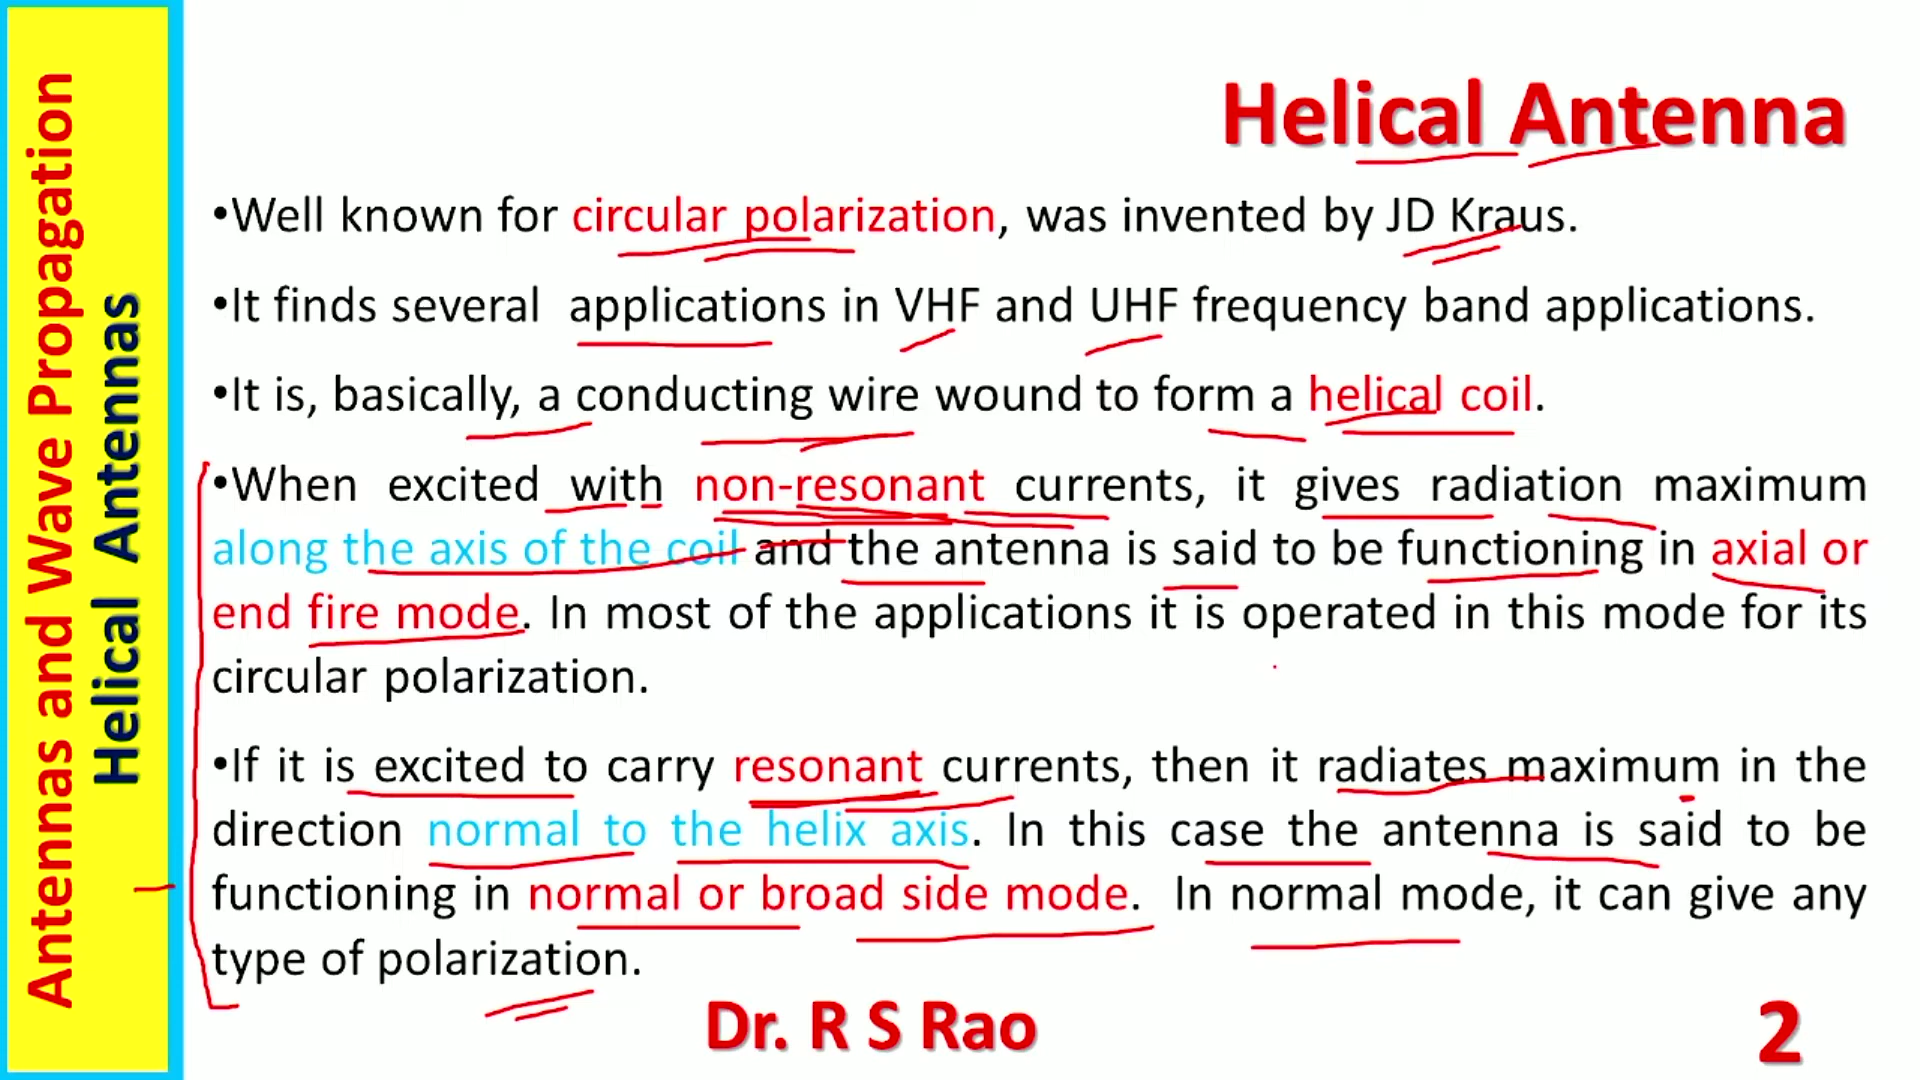 Antennas and Wave Propagation
Helical Antennas
Helical Antenna
•Well known for circular polarization, was invented by JD Kraus.
•It finds several applications in VHF and UHF frequency band applications.
•It is, basically, a conducting wire wound to form a helical coil.
•When excited with non-resonant currents, it gives radiation maximum
along the axis of the coil and the antenna is said to be functioning in axial or
end fire mode. In most of the applications it is operated in this mode for its
circular polarization.
•If it is excited to carry resonant currents, then it radiates maximum in the
direction normal to the helix axis. In this case the antenna is said to be
functioning in normal or broad side mode. In normal mode, it can give any
type of polarization.
Dr. R S Rao
2